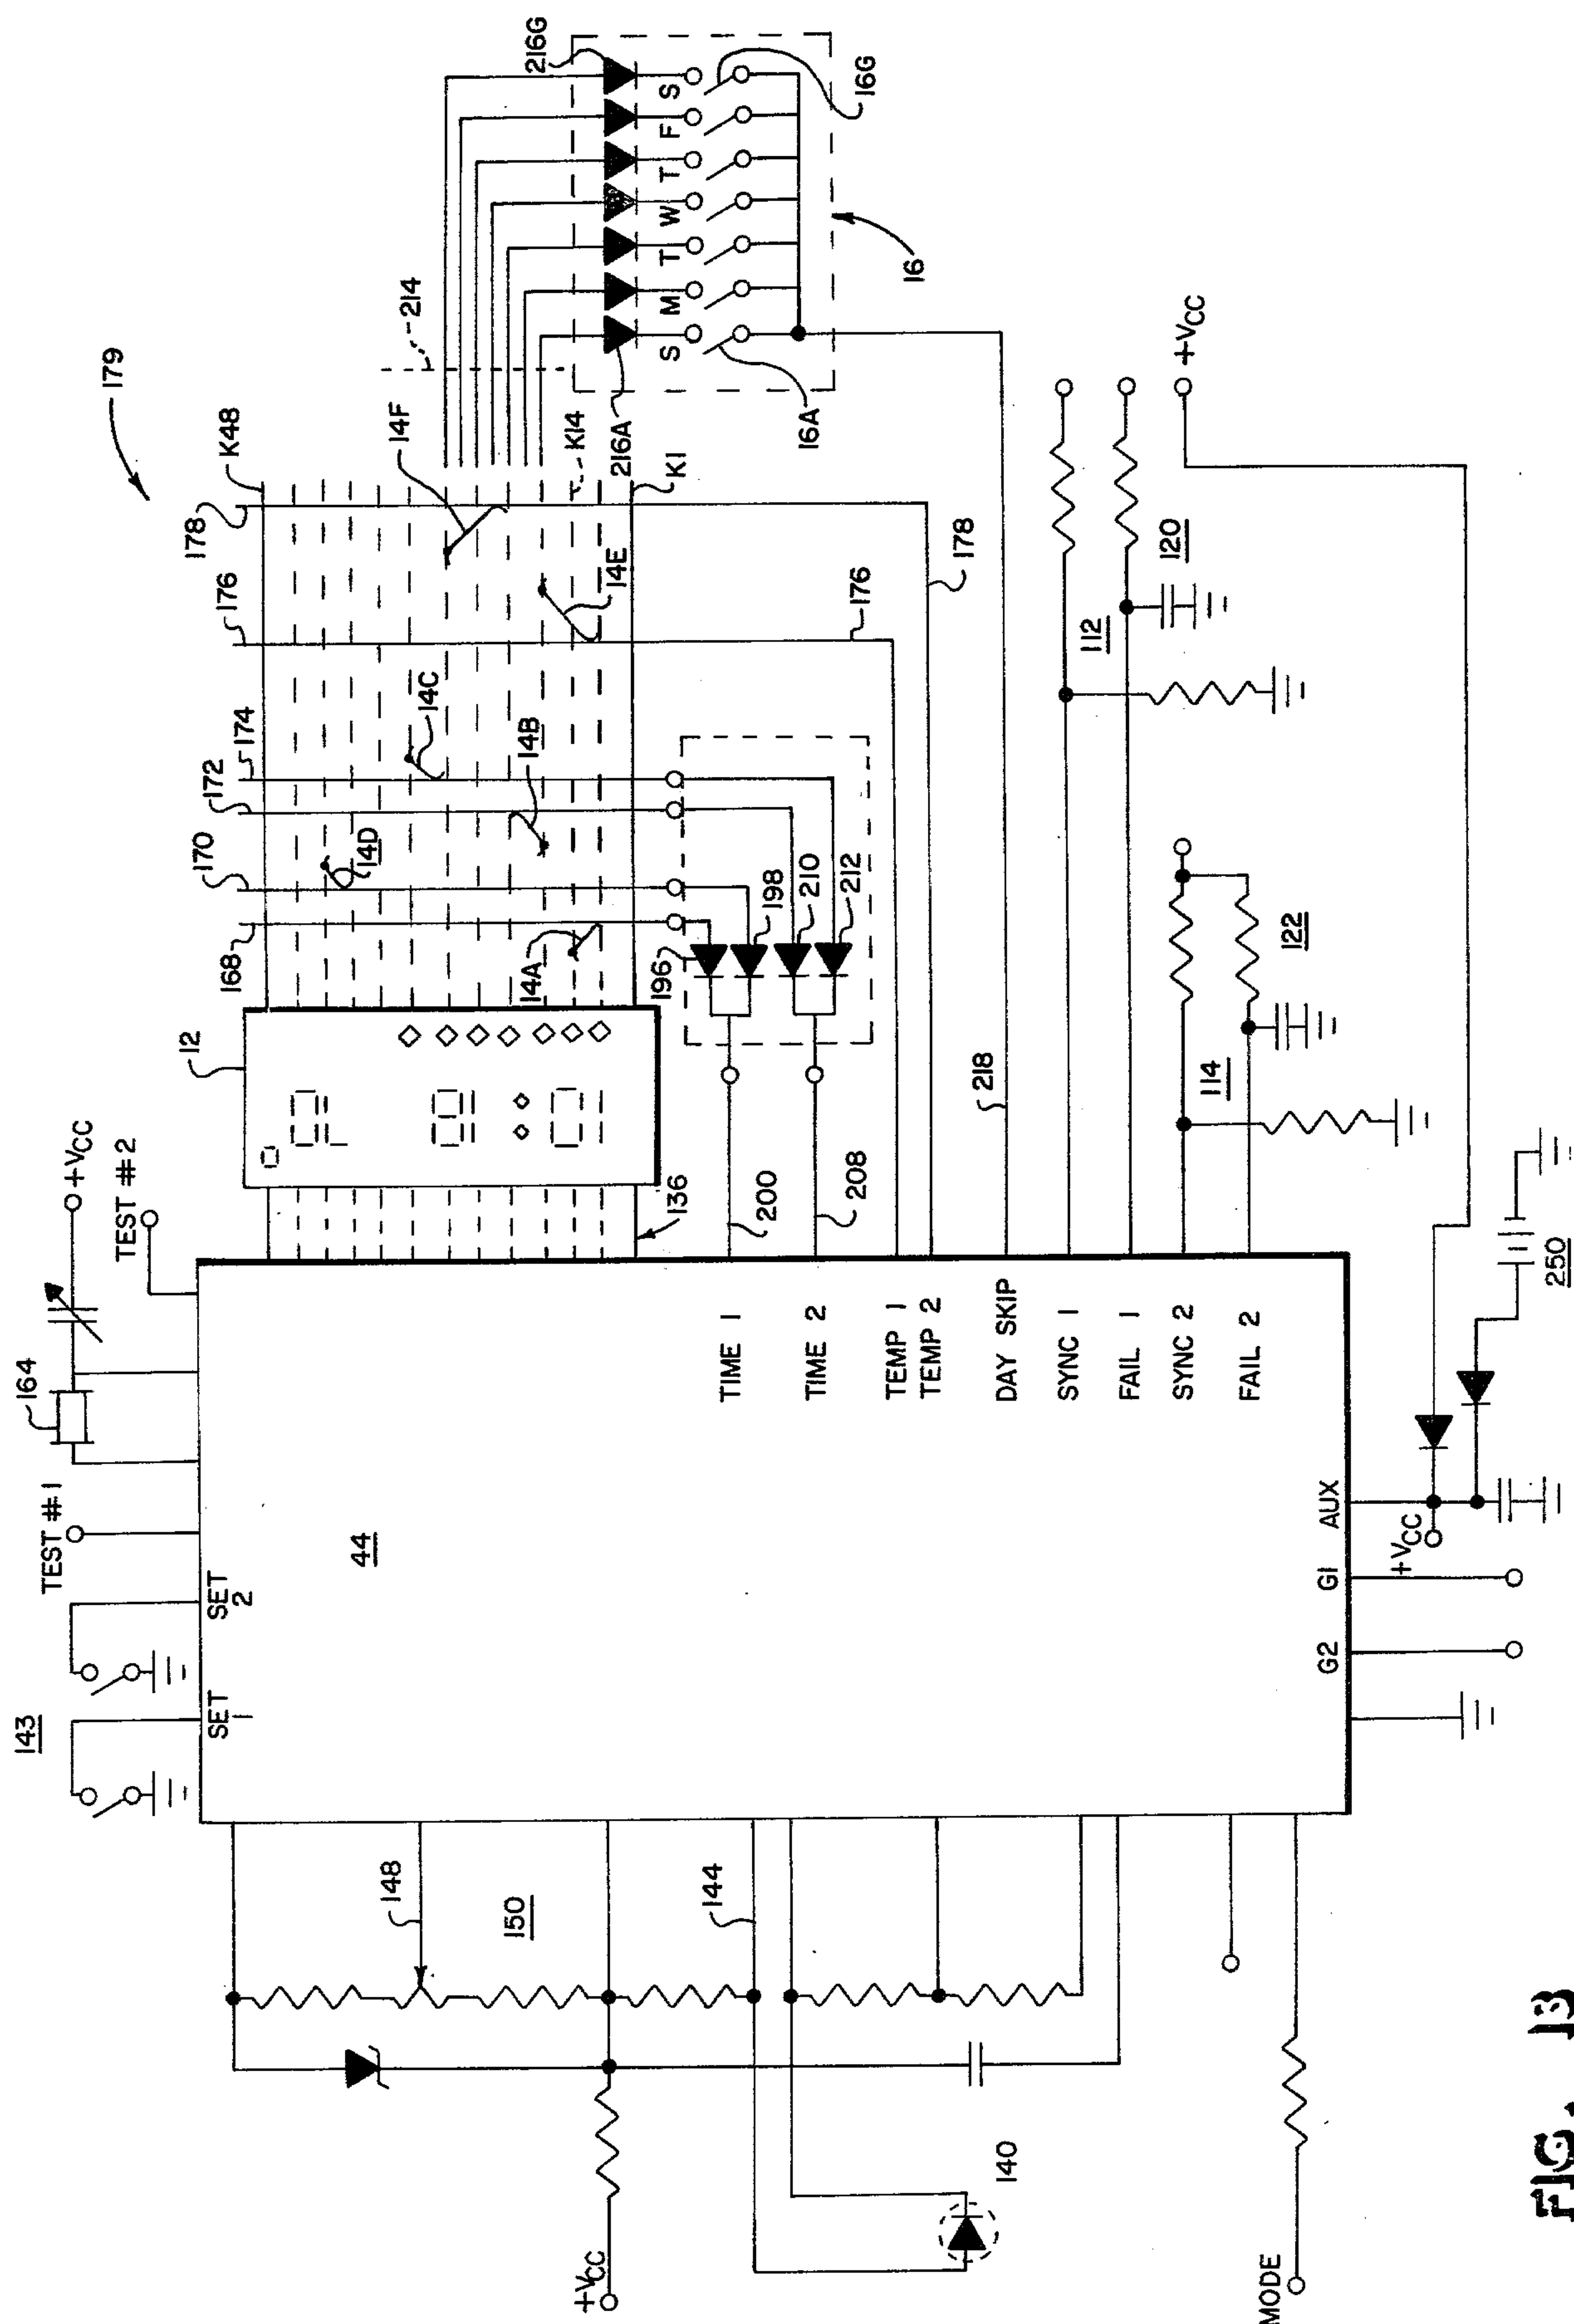 179
K48
178
176
174
172
170
168
12
14F
14E
14D
14C
14B
14A
K14
K1
214
216G
216A
S M T W T F S
16A
16G
16
196
198
210
212
200
208
136
176
178
218
+VCC
TEST #2
164
TEST #1
SET 2
SET 1
143
44
TIME 1
TIME 2
TEMP 1
TEMP 2
DAY SKIP
SYNC 1
FAIL 1
SYNC 2
FAIL 2
112
120
+VCC
114
122
250
AUX
+VCC
G1
G2
148
150
144
140
+VCC
MODE
FIG. 13